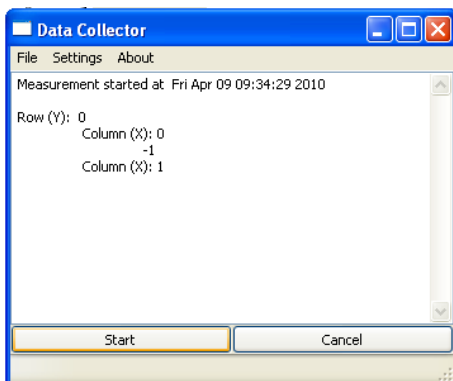 Data Collector
File Settings About
Measurement started at Fri Apr 09 09:34:29 2010
Row (Y): 0
Column (X): 0
-1
Column (X): 1
Start Cancel